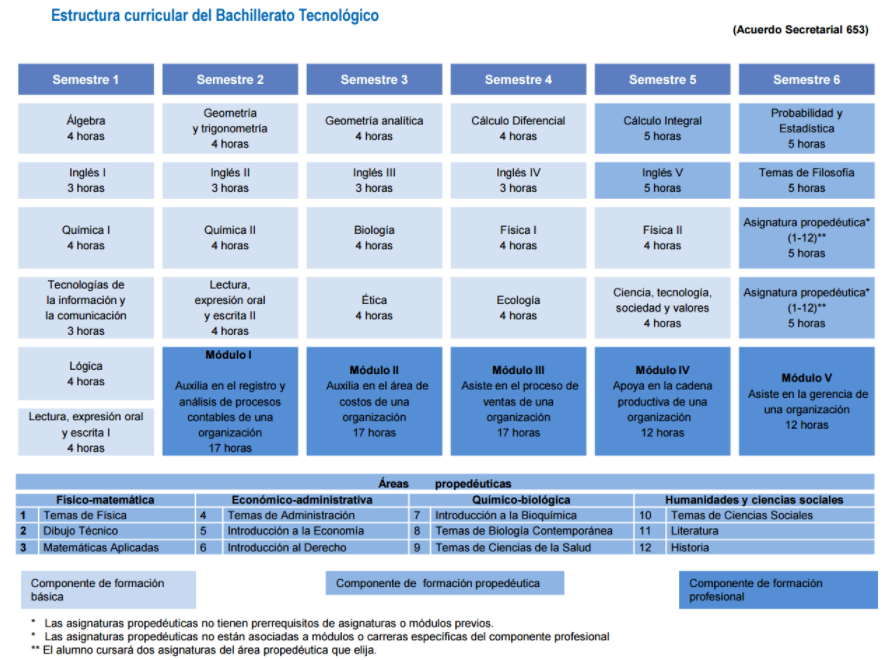 Estructura curricular del Bachillerato Tecnológico
(Acuerdo Secretarial 653)
Semestre 1
Semestre 2
Semestre 3
Semestre 4
Semestre 5
Semestre 6
Álgebra
4 horas
Geometría
y trigonometría
4 horas
Geometría analítica
4 horas
Cálculo Diferencial
4 horas
Cálculo Integral
5 horas
Probabilidad y
Estadística
5 horas
Inglés I
3 horas
Inglés II
3 horas
Inglés III
3 horas
Inglés IV
3 horas
Inglés V
5 horas
Temas de Filosofía
5 horas
Química I
4 horas
Química II
4 horas
Biología
4 horas
Física I
4 horas
Física II
4 horas
Asignatura propedéutica*
(1-12)**
5 horas
Tecnologías de
la información y
la comunicación
3 horas
Lectura,
expresión oral
y escrita II
4 horas
Ética
4 horas
Ecología
4 horas
Ciencia, tecnología,
sociedad y valores
4 horas
Asignatura propedéutica*
(1-12)**
5 horas
Lógica
4 horas
Lectura, expresión oral
y escrita I
4 horas
Módulo I
Auxilia en el registro y
análisis de procesos
contables de una
organización
17 horas
Módulo II
Auxilia en el área de
costos de una
organización
17 horas
Módulo III
Asiste en el proceso de
ventas de una
organización
17 horas
Módulo IV
Apoya en la cadena
productiva de una
organización
12 horas
Módulo V
Asiste en la gerencia de
una organización
12 horas
Áreas propedéuticas
Físico-matemática Económico-administrativa Químico-biológica Humanidades y ciencias sociales
1 Temas de Física 4 Temas de Administración 7 Introducción a la Bioquímica 10 Temas de Ciencias Sociales
2 Dibujo Técnico 5 Introducción a la Economía 8 Temas de Biología Contemporánea 11 Literatura
3 Matemáticas Aplicadas 6 Introducción al Derecho 9 Temas de Ciencias de la Salud 12 Historia
Componente de formación
básica
Componente de formación propedéutica
Componente de formación
profesional
* Las asignaturas propedéuticas no tienen prerrequisitos de asignaturas o módulos previos.
* Las asignaturas propedéuticas no están asociadas a módulos o carreras específicas del componente profesional
** El alumno cursará dos asignaturas del área propedéutica que elija.